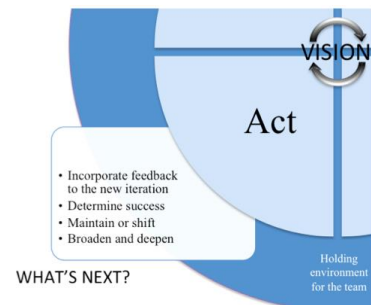 VISION
Act
• Incorporate feedback
to the new iteration
• Determine success
• Maintain or shift
• Broaden and deepen
WHAT'S NEXT?
Holding
environment
for the team